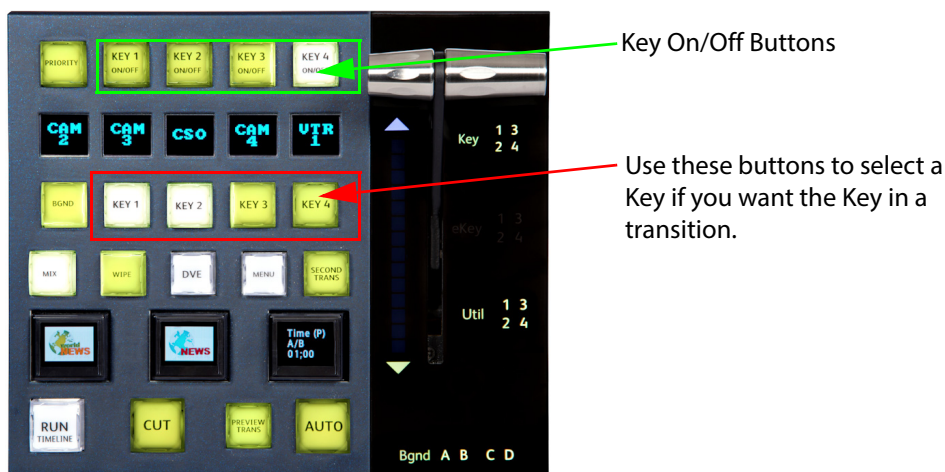 PRIORITY
KEY 1
ON/OFF
KEY 2
ON/OFF
KEY 3
ON/OFF
KEY 4
Key On/Off Buttons
CAM
2
CAM
3
CSO
CAM
4
VTR
1
Key 1 3
2 4
BGND
KEY 1
KEY 2
KEY 3
KEY 4
Use these buttons to select a
Key if you want the Key in a
transition.
eKey 1 3
2 4
MIX
WIPE
DVE
MENU
SECOND
TRANS
Util 1 3
2 4
world
NEWS
NEWS
Time (P)
A/B
01;00
RUN
TIMELINE
CUT
PREVIEW
TRANS
AUTO
Bgnd A B C D